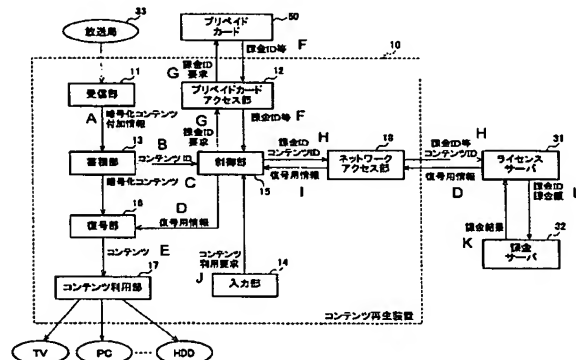 33
放送局
50
プリペイド
カード
10
G
課金ID
要求
課金ID等
F
11
受信部
12
プリペイドカード
アクセス部
A
暗号化コンテンツ
付加情報
G
課金ID
要求
課金ID等
F
13
蓄積部
B
コンテンツID
C
暗号化コンテンツ
制御部
15
H
課金ID
コンテンツID
18
ネットワーク
アクセス部
復号用情報
I
H
課金ID等
コンテンツID
復号用情報
D
31
ライセンス
サーバ
16
復号部
D
復号用情報
課金結果
K
課金ID
課金額
32
課金
サーバ
コンテンツ
E
17
コンテンツ利用部
コンテンツ
利用要求
J
14
入力部
コンテンツ再生装置
TV
PC
HDD